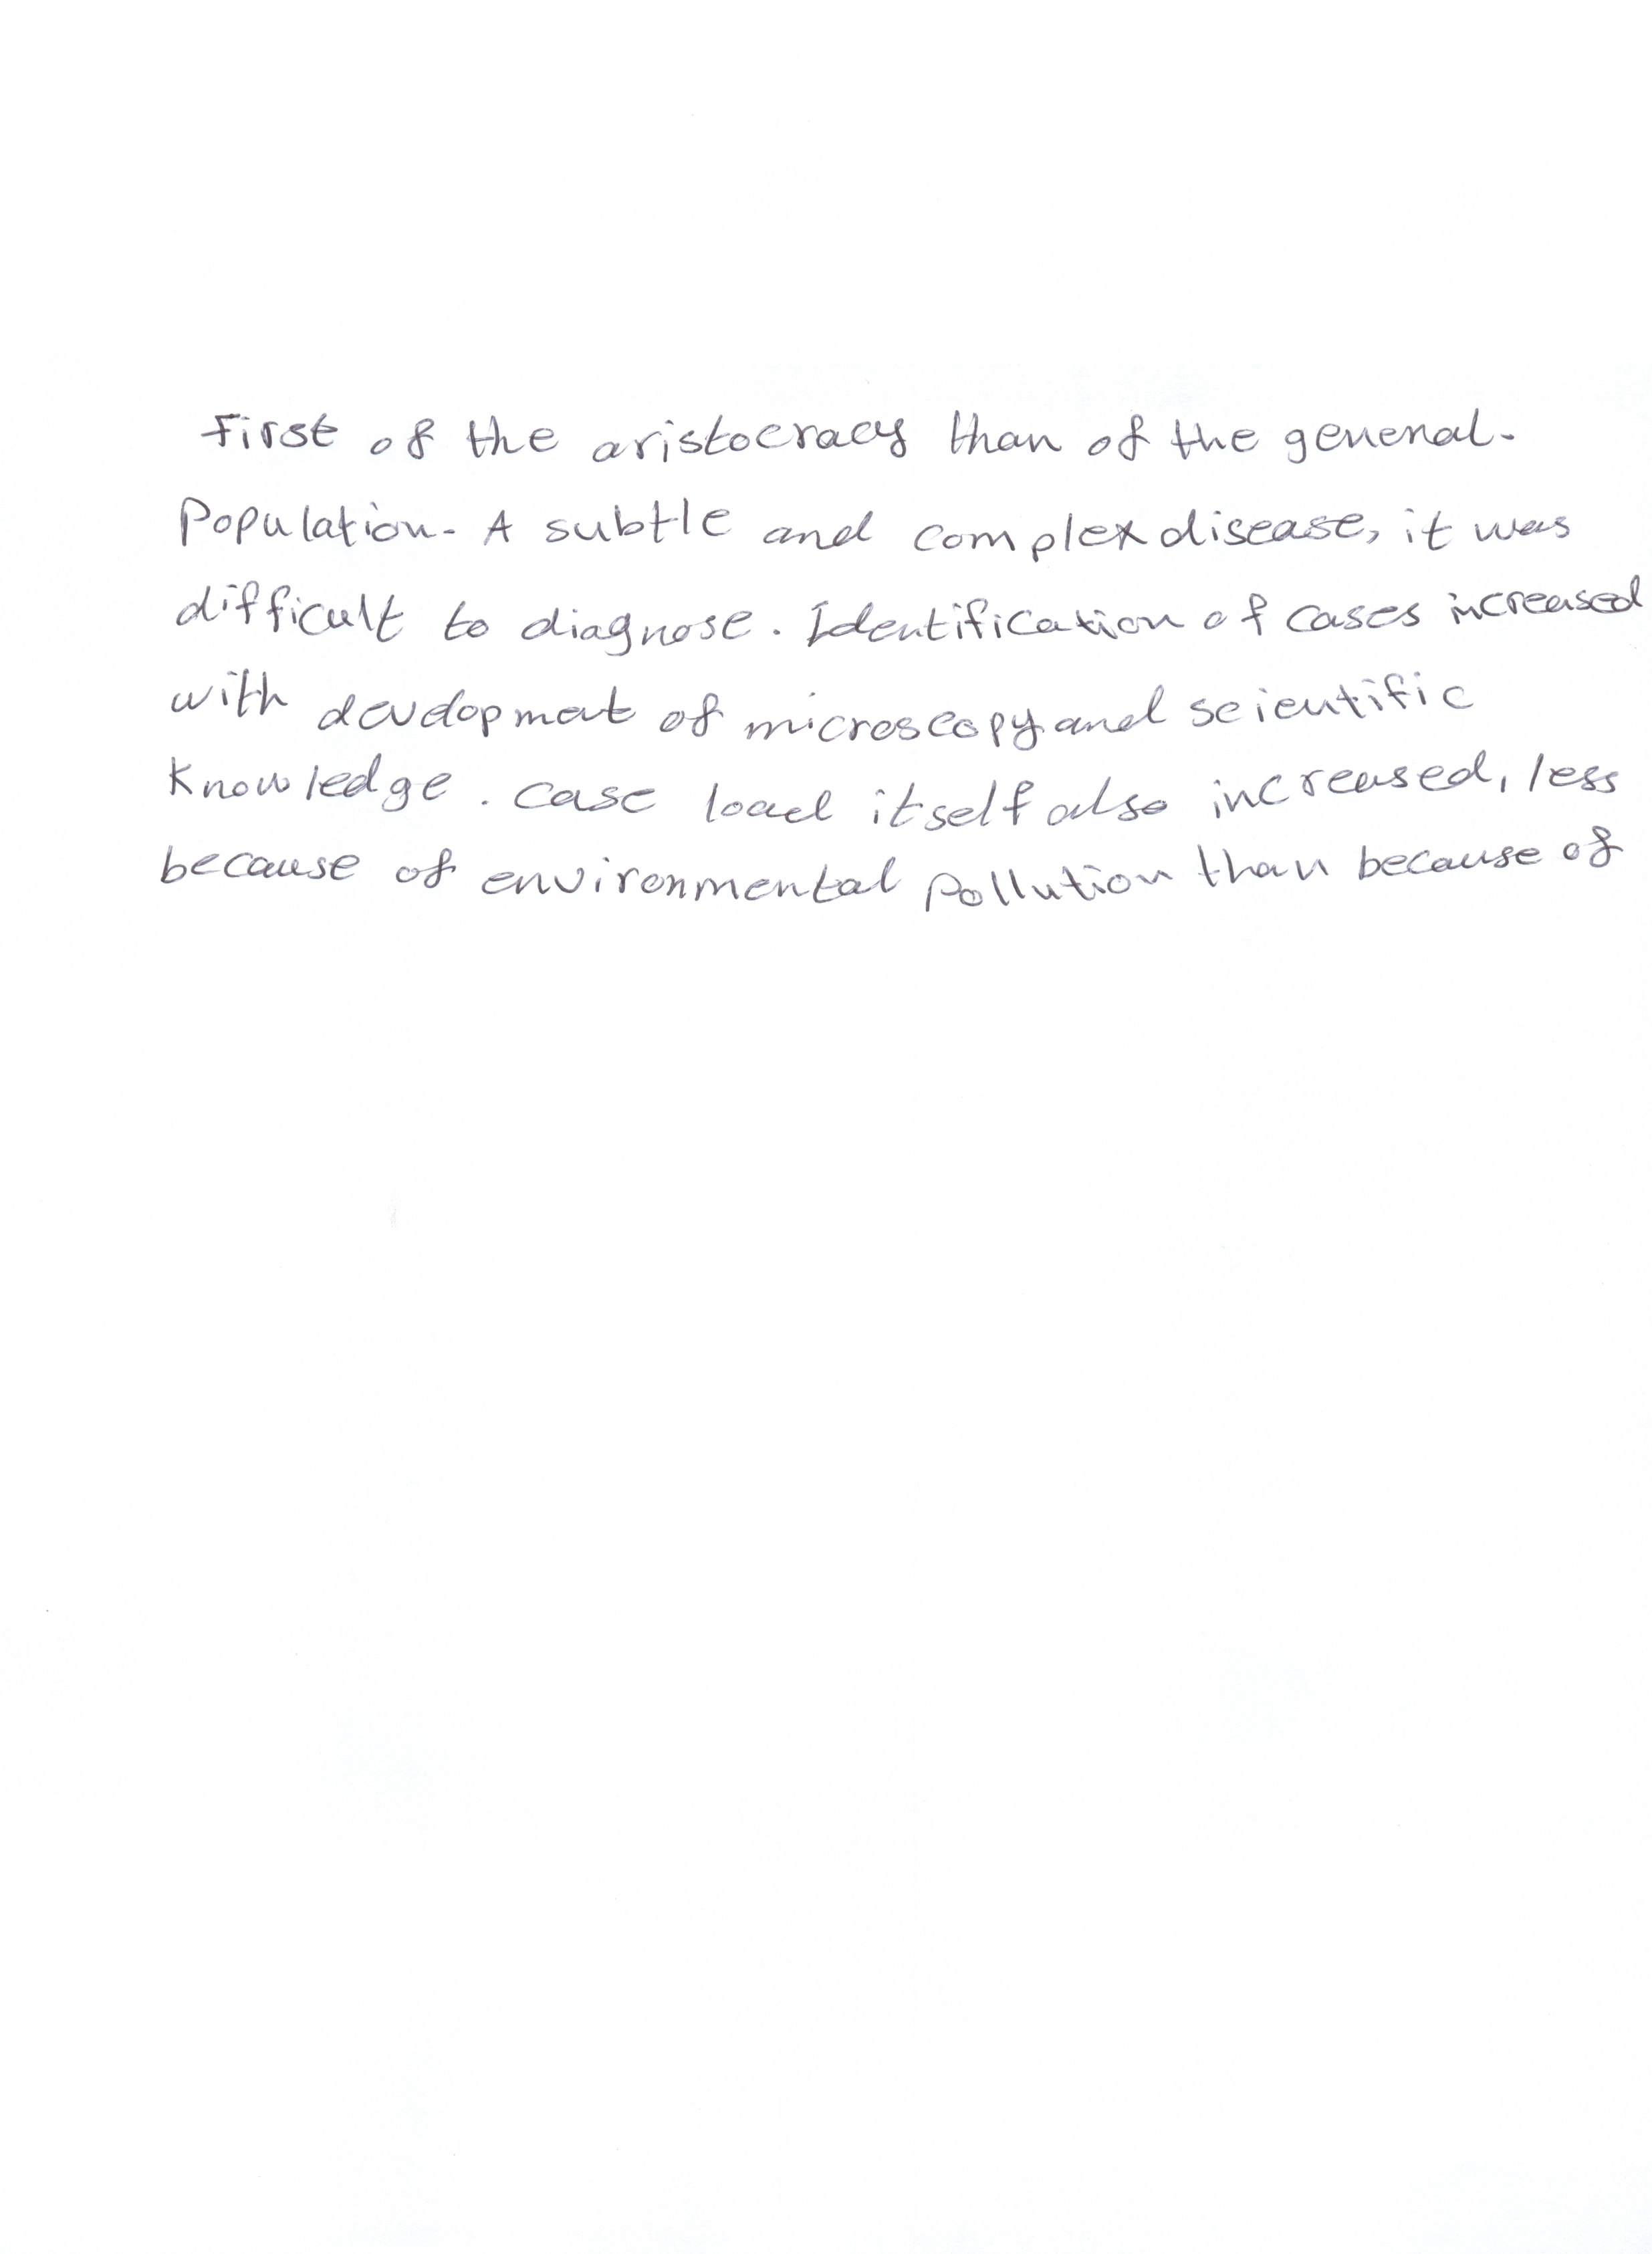 First of the aristocracy than of the general.
Population. A subtle and complex disease, it was
difficult to diagnose. Identification of cases increased
with development of microscopy and scientific
Knowledge. Case load itself also increased, less
because of environmental pollution than because of